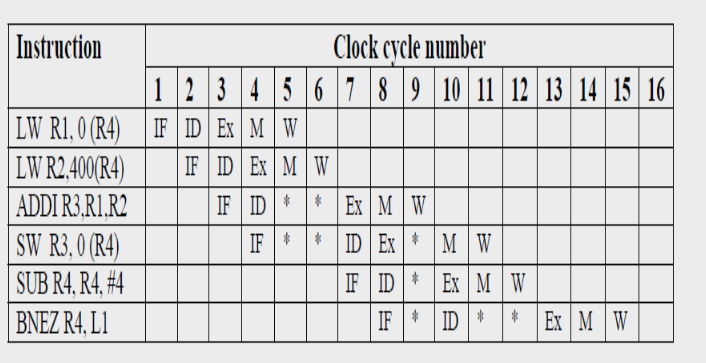 Instruction Clock cycle number
1 2 3 4 5 6 7 8 9 10 11 12 13 14 15 16
LW R1, 0 (R4) IF ID Ex M W
LW R2,400(R4) IF ID Ex M W
ADDI R3,R1,R2 IF ID * * Ex M W
SW R3, 0 (R4) IF * * ID Ex * M W
SUB R4, R4, #4 IF ID * Ex M W
BNEZ R4, L1 IF * ID * * Ex M W